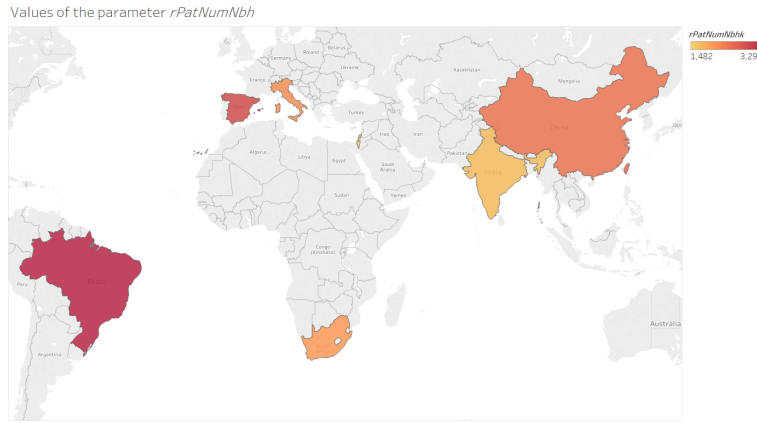 Values of the parameter rPatNumNbh
rPatNumNbhk
1,482
3,29
Belarus
Poland
Germany
Ukraine
France
Kazakhstan
Mongolia
China
Turkey
Iraq
Iran
Algeria
Libya
Egypt
Saudi
Arabia
Pakistan
India
Sudan
Yemen
Congo
(Kinshasa)
Brazil
Peru
Argentina
Australia